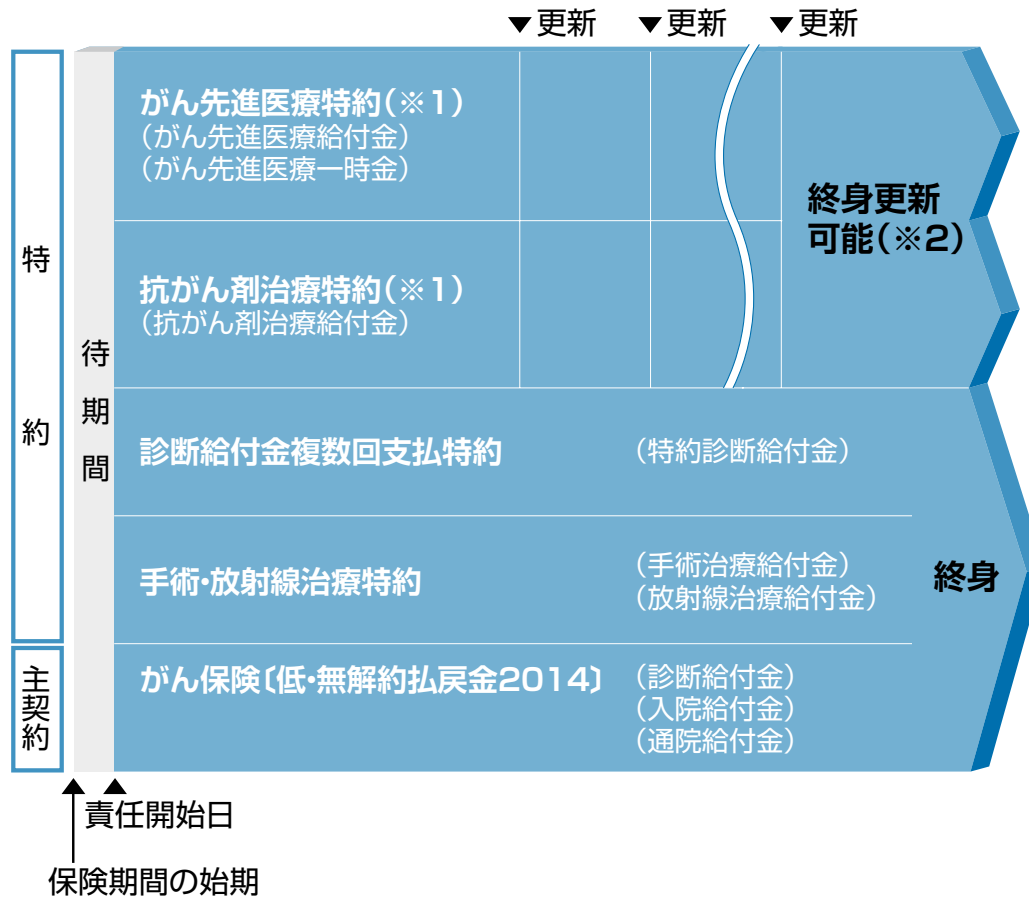 ▼更新
▼更新
▼更新
特約
待期間
がん先進医療特約(※1)
(がん先進医療給付金)
(がん先進医療一時金)
終身更新
可能(※2)
抗がん剤治療特約(※1)
(抗がん剤治療給付金)
診断給付金複数回支払特約
(特約診断給付金)
手術・放射線治療特約
(手術治療給付金)
(放射線治療給付金)
終身
主契約
がん保険〔低・無解約払戻金2014〕
(診断給付金)
(入院給付金)
(通院給付金)
責任開始日
保険期間の始期